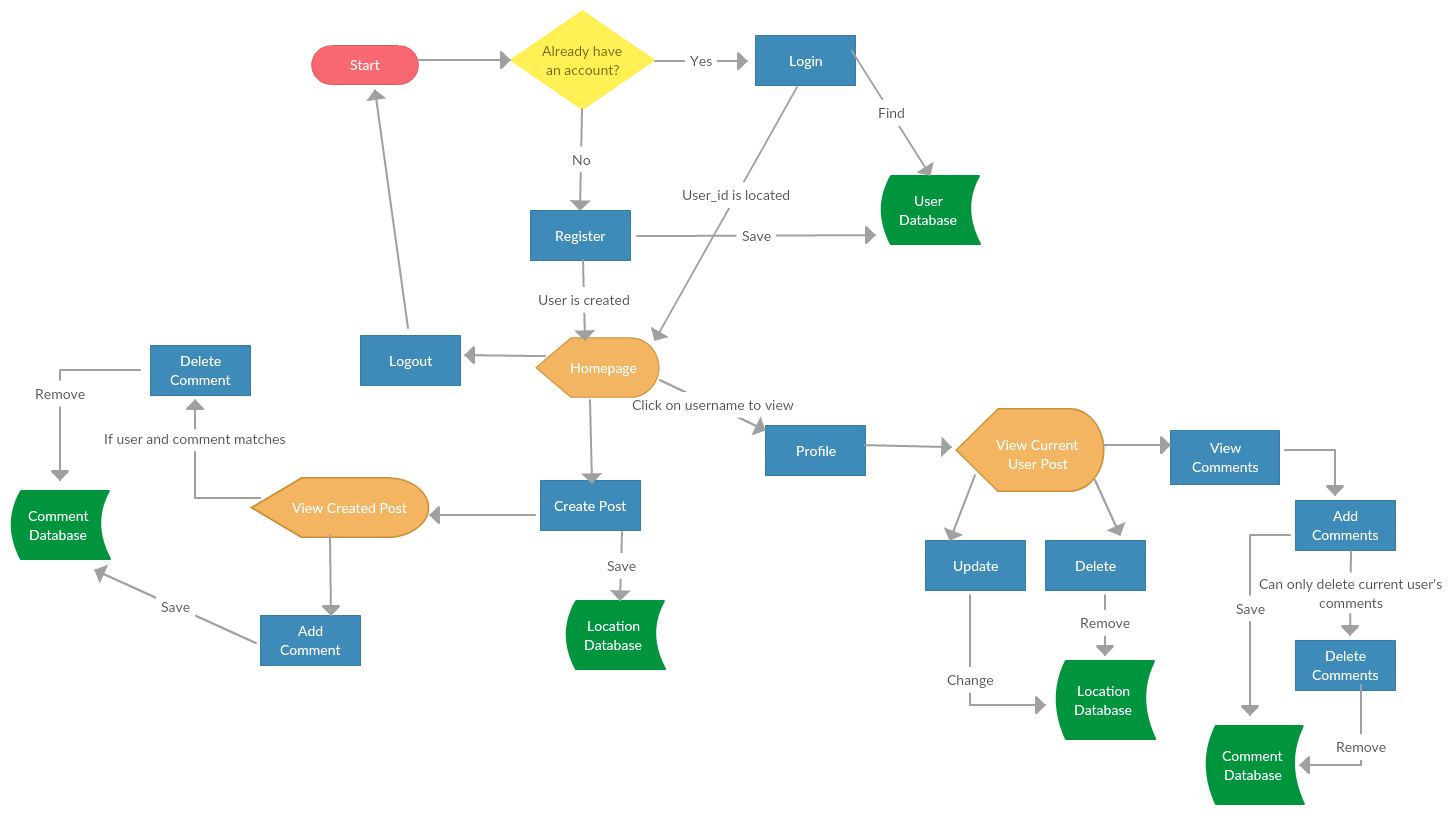 Already have
an account?
Start
Yes
Login
Find
No
User_id is located
User
Database
Register
Save
User is created
Delete
Comment
Logout
Homepage
Remove
Click on username to view
If user and comment matches
Profile
View Current
User Post
View
Comments
View Created Post
Create Post
Comment
Database
Add
Comments
Save
Update
Delete
Can only delete current user's
comments
Save
Save
Location
Database
Remove
Add
Comment
Delete
Comments
Change
Location
Database
Remove
Comment
Database